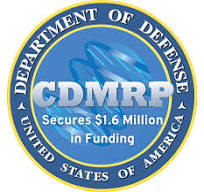 DEPARTMENT OF DEFENSE
CDMRP
Secures $1.6 Million
in Funding
UNITED STATES OF AMERICA